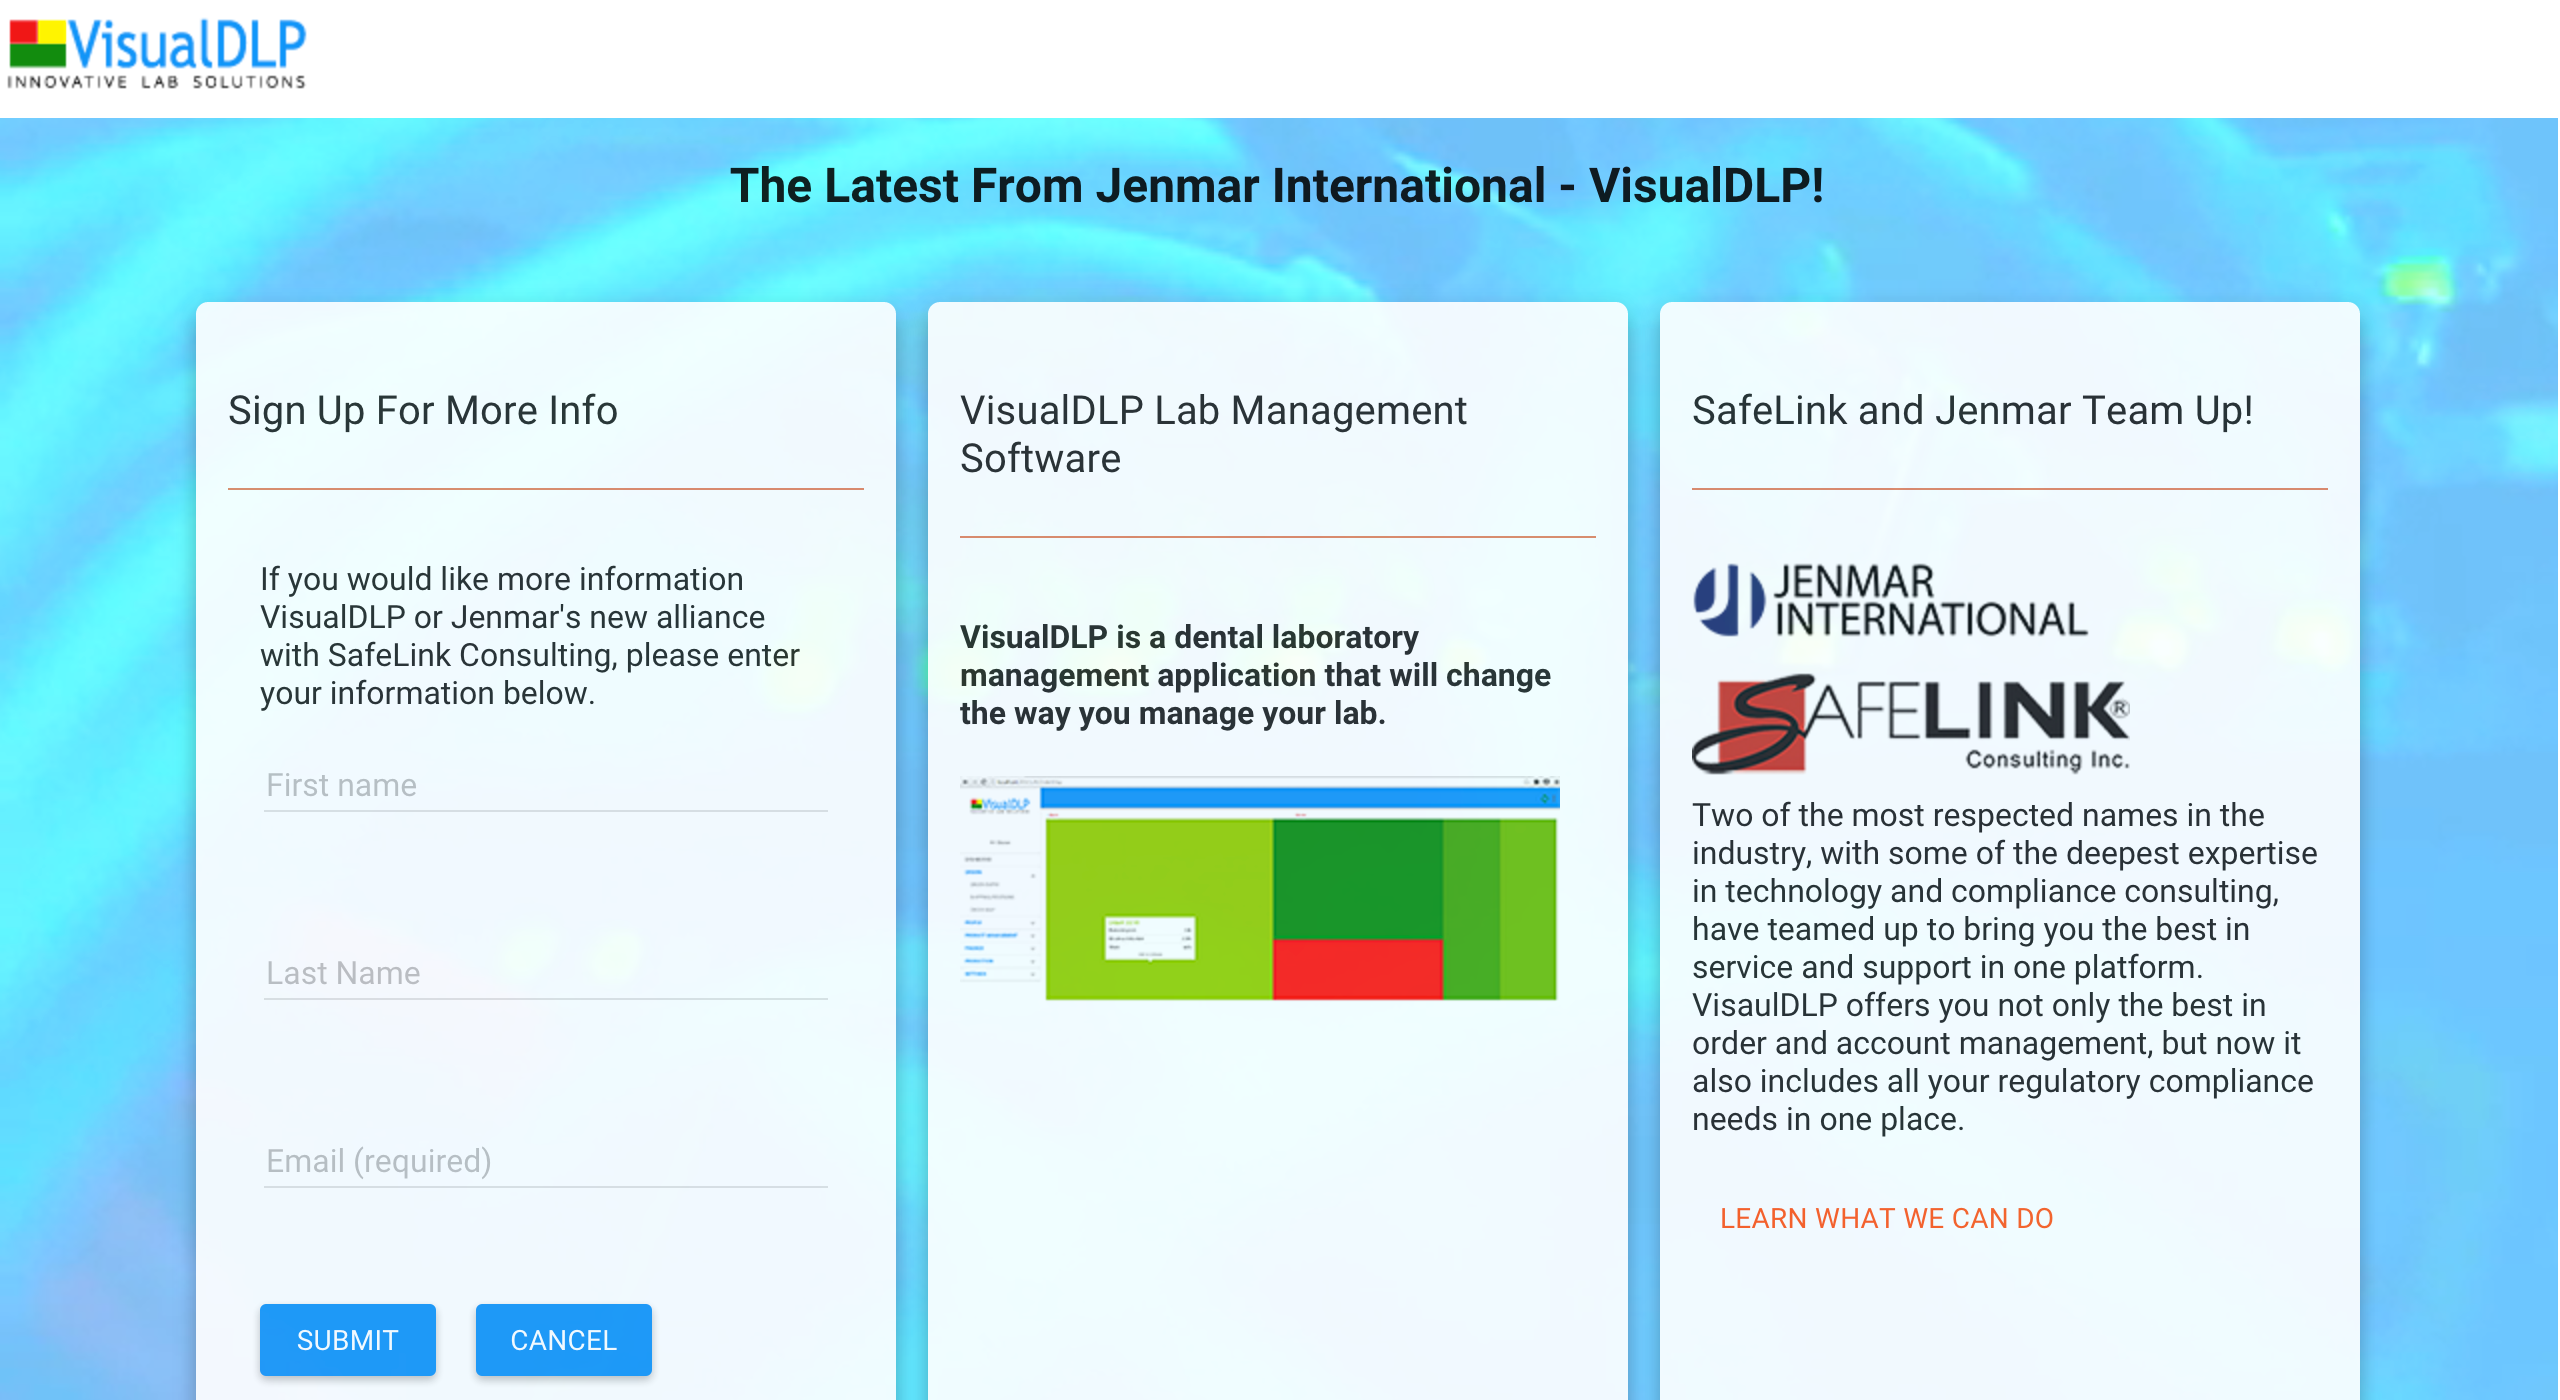 VisualDLP
INNOVATIVE LAB SOLUTIONS
The Latest From Jenmar International - VisualDLP!
Sign Up For More Info
If you would like more information
VisualDLP or Jenmar's new alliance
with SafeLink Consulting, please enter
your information below.
First name
Last Name
Email (required)
SUBMIT
CANCEL
VisualDLP Lab Management
Software
VisualDLP is a dental laboratory
management application that will change
the way you manage your lab.
VisualDLP
SafeLink and Jenmar Team Up!
JENMAR
INTERNATIONAL
SAFELINK®
Consulting Inc.
Two of the most respected names in the
industry, with some of the deepest expertise
in technology and compliance consulting,
have teamed up to bring you the best in
service and support in one platform.
VisaulDLP offers you not only the best in
order and account management, but now it
also includes all your regulatory compliance
needs in one place.
LEARN WHAT WE CAN DO